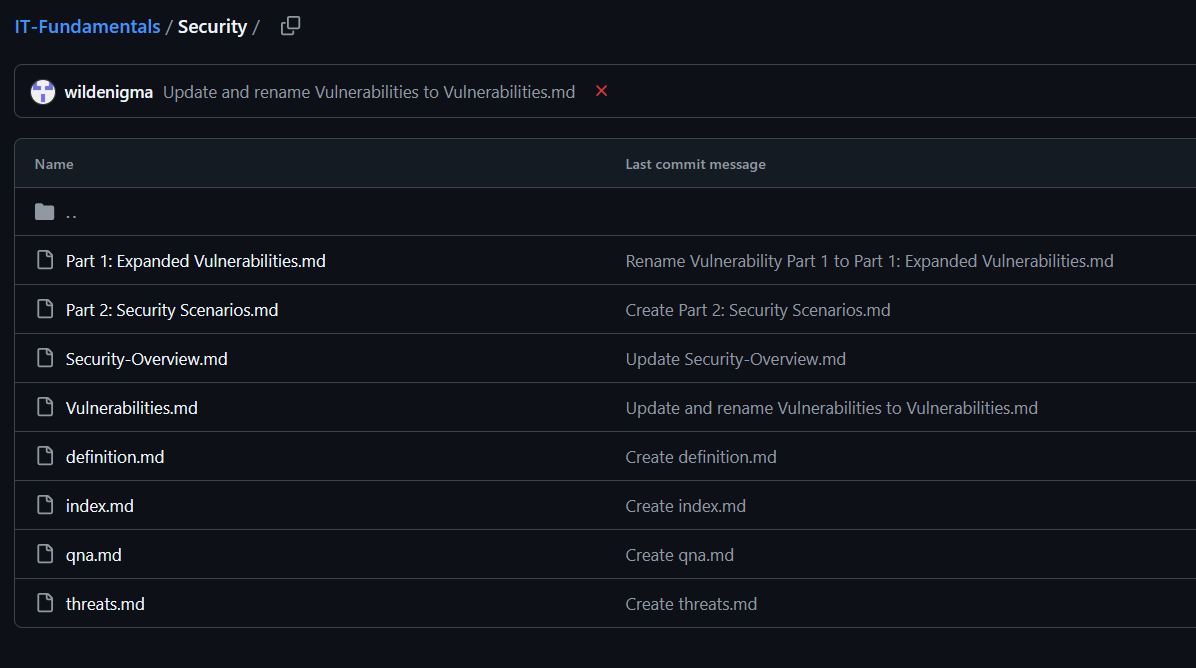 IT-Fundamentals / Security /
wildenigma Update and rename Vulnerabilities to Vulnerabilities.md
Name Last commit message
..
Part 1: Expanded Vulnerabilities.md Rename Vulnerability Part 1 to Part 1: Expanded Vulnerabilities.md
Part 2: Security Scenarios.md Create Part 2: Security Scenarios.md
Security-Overview.md Update Security-Overview.md
Vulnerabilities.md Update and rename Vulnerabilities to Vulnerabilities.md
definition.md Create definition.md
index.md Create index.md
qna.md Create qna.md
threats.md Create threats.md